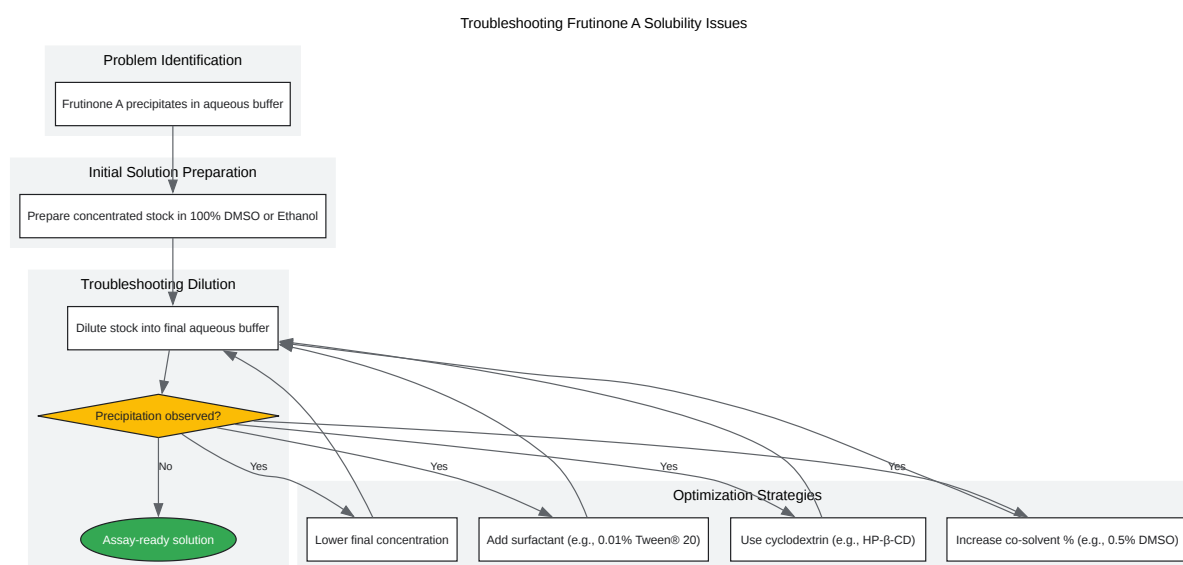 Troubleshooting Frutinone A Solubility Issues
Problem Identification
Frutinone A precipitates in aqueous buffer
Initial Solution Preparation
Prepare concentrated stock in 100% DMSO or Ethanol
Troubleshooting Dilution
Dilute stock into final aqueous buffer
Precipitation observed?
No
Yes
Yes
Yes
Yes
Optimization Strategies
Assay-ready solution
Lower final concentration
Add surfactant (e.g., 0.01% Tween® 20)
Use cyclodextrin (e.g., HP-β-CD)
Increase co-solvent % (e.g., 0.5% DMSO)